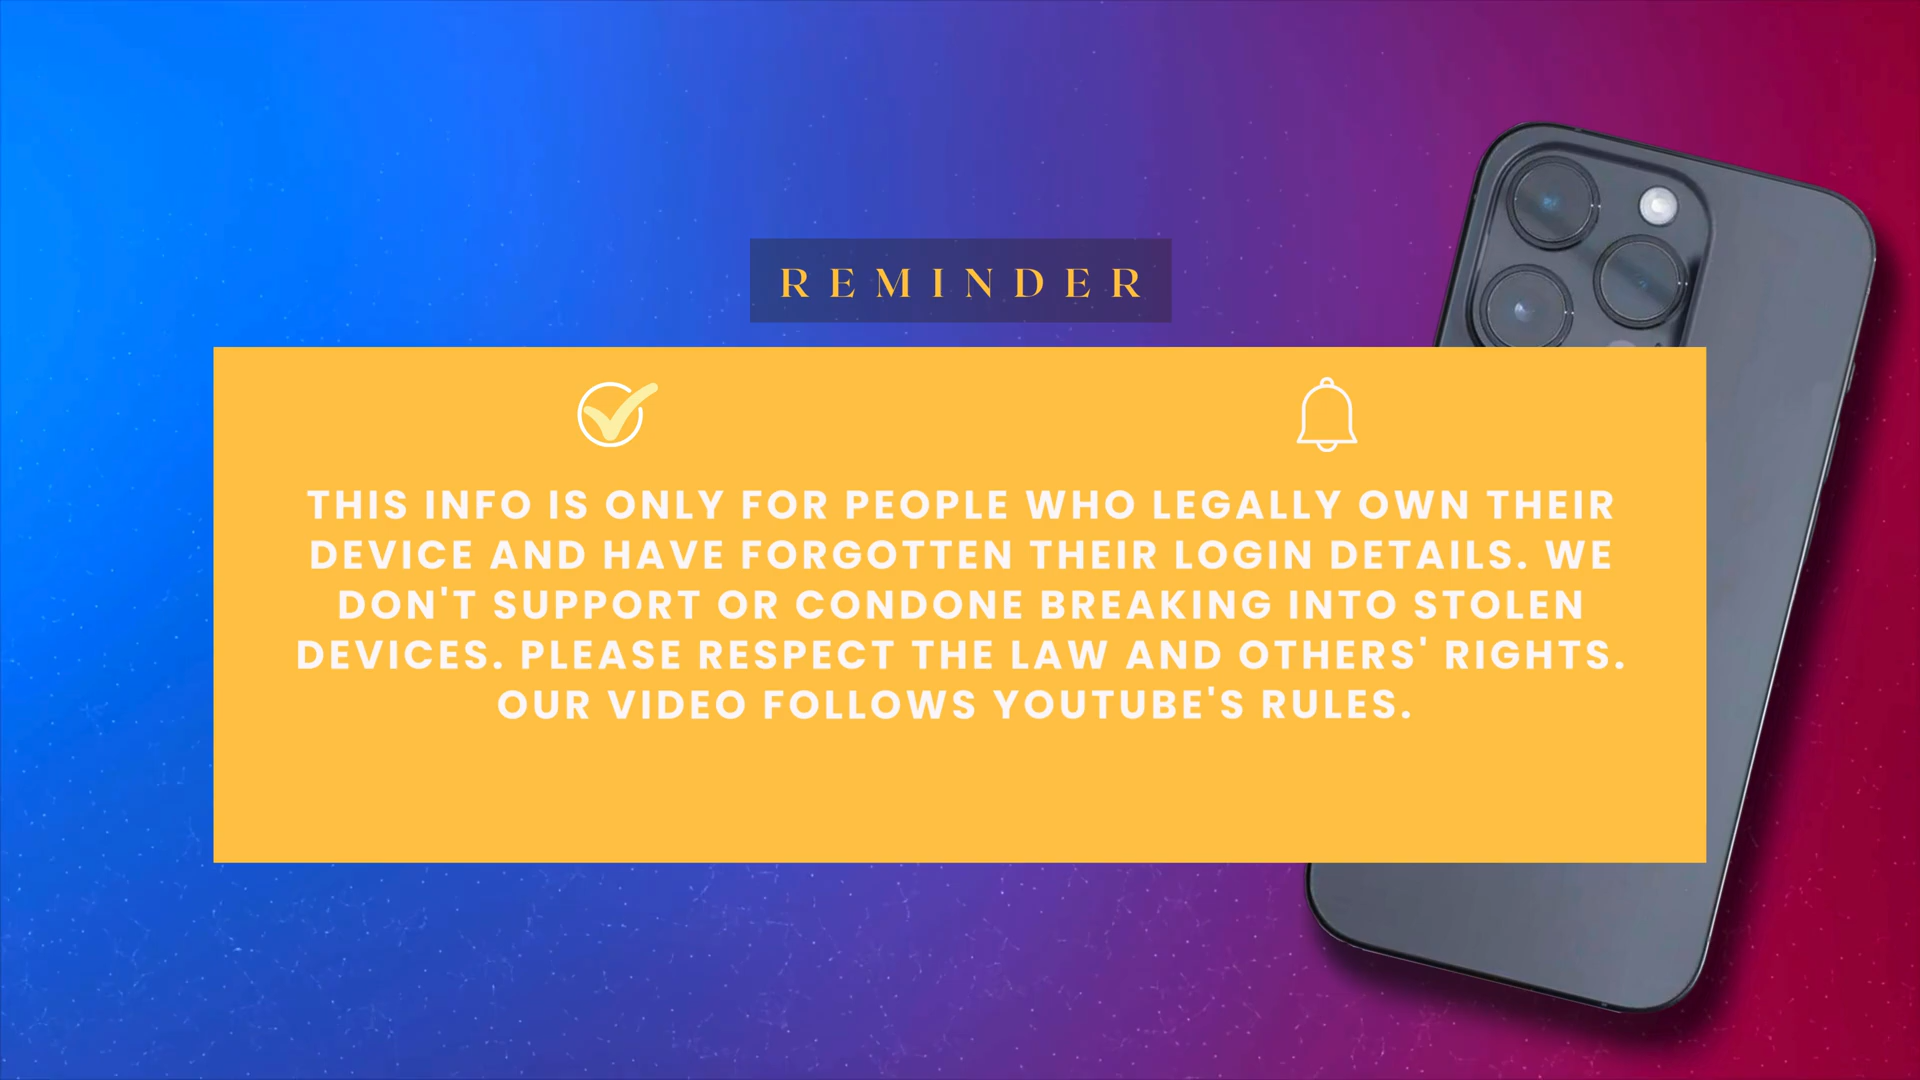 REMINDER
THIS INFO IS ONLY FOR PEOPLE WHO LEGALLY OWN THEIR
DEVICE AND HAVE FORGOTTEN THEIR LOGIN DETAILS. WE
DON'T SUPPORT OR CONDONE BREAKING INTO STOLEN
DEVICES. PLEASE RESPECT THE LAW AND OTHERS' RIGHTS.
OUR VIDEO FOLLOWS YOUTUBE'S RULES.